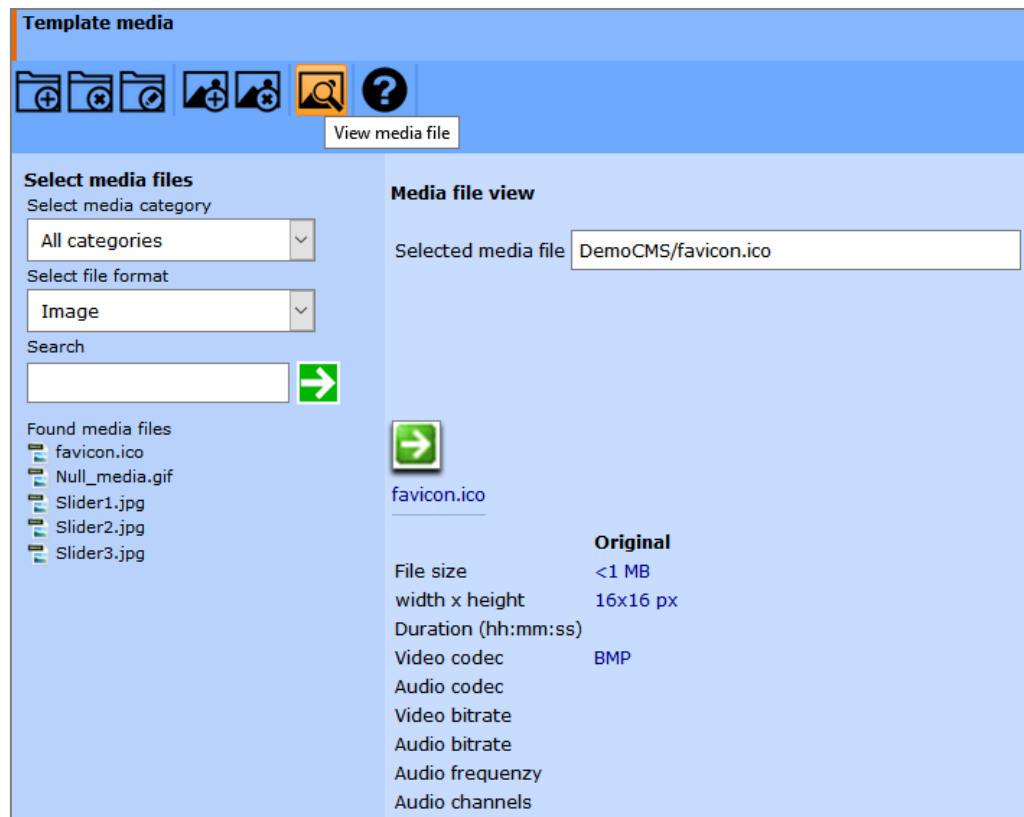 Template media
View media file
Select media files
Select media category
All categories
Select file format
Image
Search
Found media files
favicon.ico
Null_media.gif
Slider1.jpg
Slider2.jpg
Slider3.jpg
Media file view
Selected media file DemoCMS/favicon.ico
favicon.ico
Original
File size <1 MB
width x height 16x16 px
Duration (hh:mm:ss)
Video codec BMP
Audio codec
Video bitrate
Audio bitrate
Audio frequenzy
Audio channels